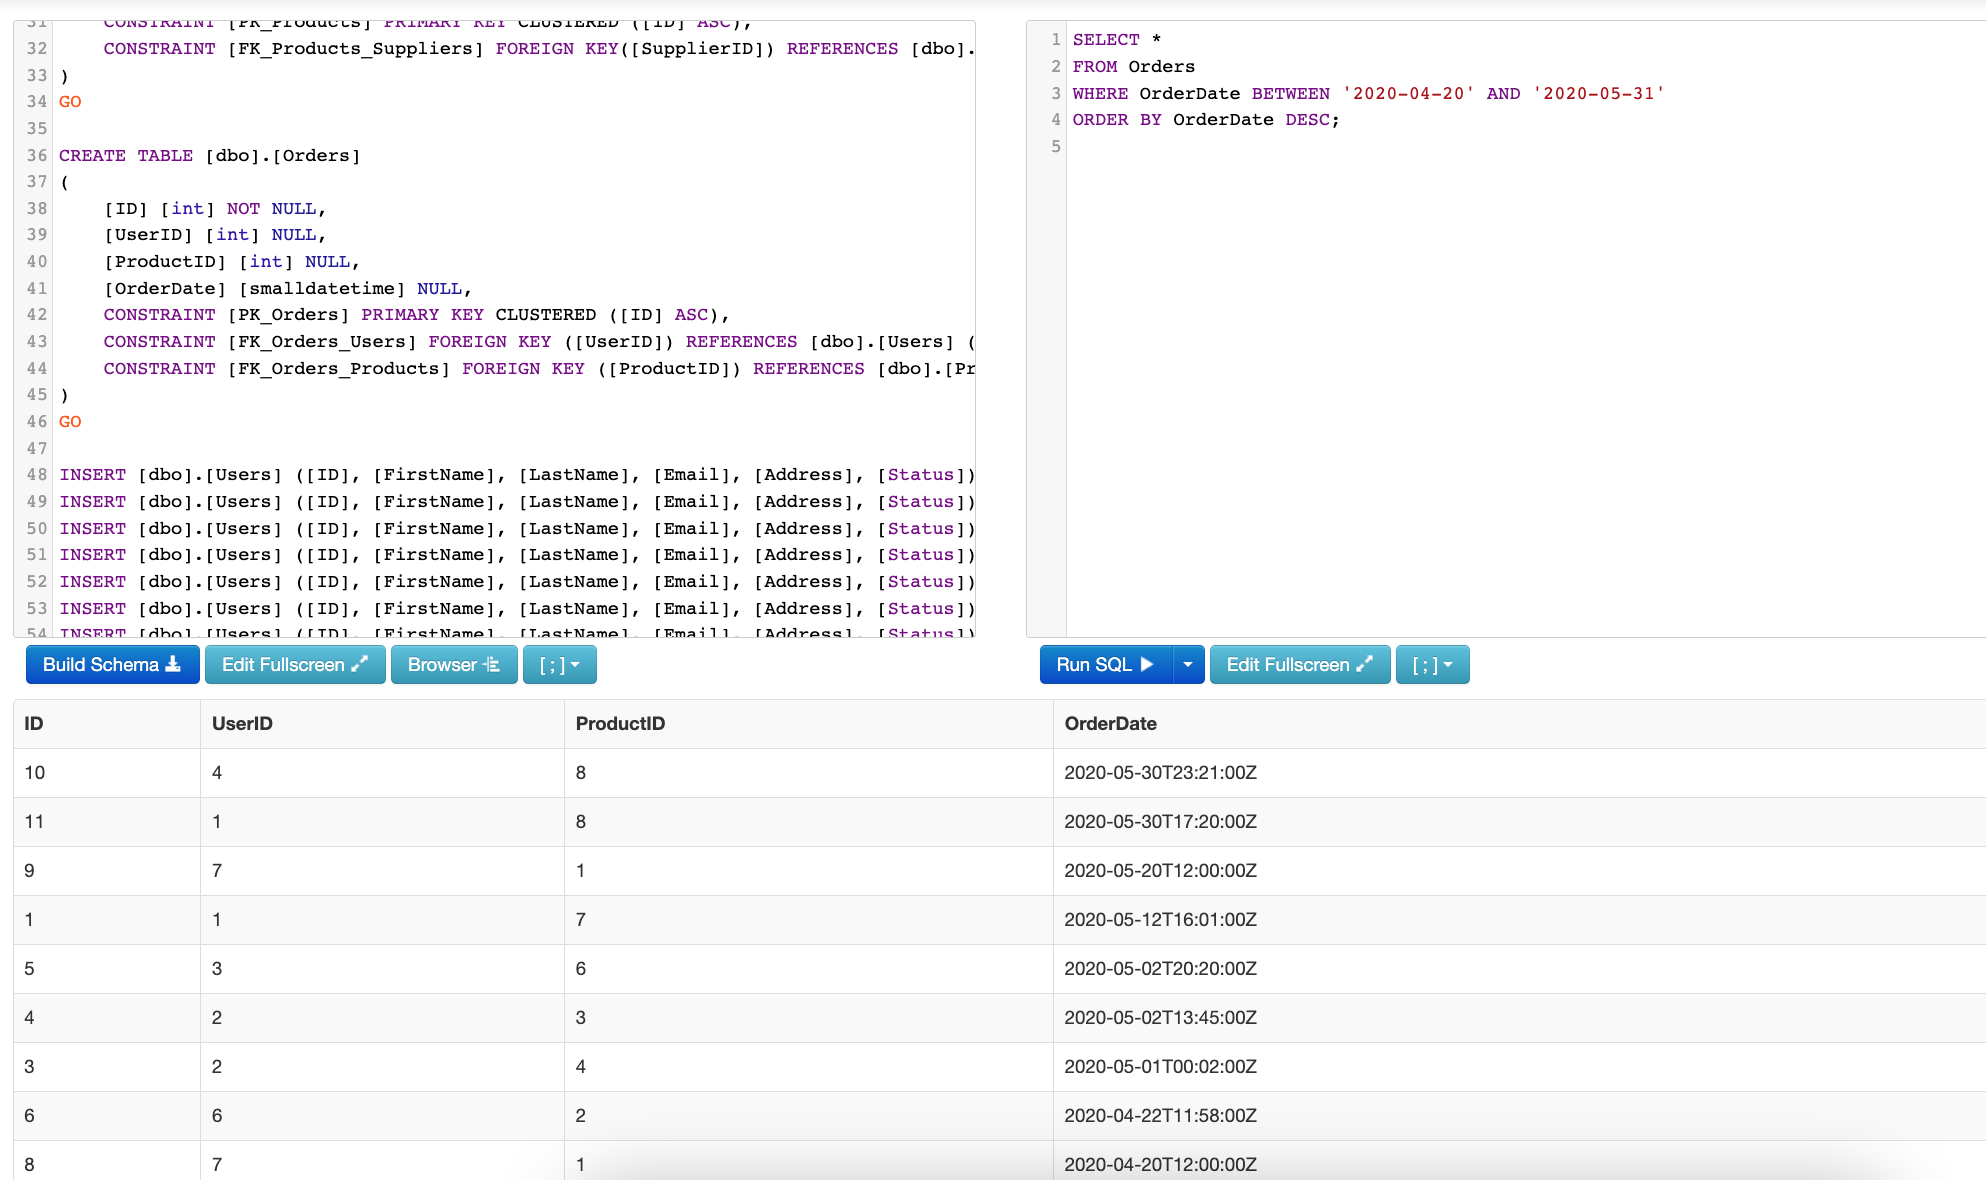 31 CONSTRAINT [PK_Products] PRIMARY KEY CLUSTERED ([ID] ASC),
32 CONSTRAINT [FK_Products_Suppliers] FOREIGN KEY([SupplierID]) REFERENCES [dbo].
33 )
34 GO
35
36 CREATE TABLE [dbo].[Orders]
37 (
38 [ID] [int] NOT NULL,
39 [UserID] [int] NULL,
40 [ProductID] [int] NULL,
41 [OrderDate] [smalldatetime] NULL,
42 CONSTRAINT [PK_Orders] PRIMARY KEY CLUSTERED ([ID] ASC),
43 CONSTRAINT [FK_Orders_Users] FOREIGN KEY ([UserID]) REFERENCES [dbo].[Users] (
44 CONSTRAINT [FK_Orders_Products] FOREIGN KEY ([ProductID]) REFERENCES [dbo].[Pr
45 )
46 GO
47
48 INSERT [dbo].[Users] ([ID], [FirstName], [LastName], [Email], [Address], [Status])
49 INSERT [dbo].[Users] ([ID], [FirstName], [LastName], [Email], [Address], [Status])
50 INSERT [dbo].[Users] ([ID], [FirstName], [LastName], [Email], [Address], [Status])
51 INSERT [dbo].[Users] ([ID], [FirstName], [LastName], [Email], [Address], [Status])
52 INSERT [dbo].[Users] ([ID], [FirstName], [LastName], [Email], [Address], [Status])
53 INSERT [dbo].[Users] ([ID], [FirstName], [LastName], [Email], [Address], [Status])
54 INSERT [dbo].[Users] ([ID], [FirstName], [LastName], [Email], [Address], [Status])
Build Schema Edit Fullscreen Browser [ ; ]
1 SELECT *
2 FROM Orders
3 WHERE OrderDate BETWEEN '2020-04-20' AND '2020-05-31'
4 ORDER BY OrderDate DESC;
5
Run SQL Edit Fullscreen [ ; ]
ID UserID ProductID OrderDate
10 4 8 2020-05-30T23:21:00Z
11 1 8 2020-05-30T17:20:00Z
9 7 1 2020-05-20T12:00:00Z
1 1 7 2020-05-12T16:01:00Z
5 3 6 2020-05-02T20:20:00Z
4 2 3 2020-05-02T13:45:00Z
3 2 4 2020-05-01T00:02:00Z
6 6 2 2020-04-22T11:58:00Z
8 7 1 2020-04-20T12:00:00Z